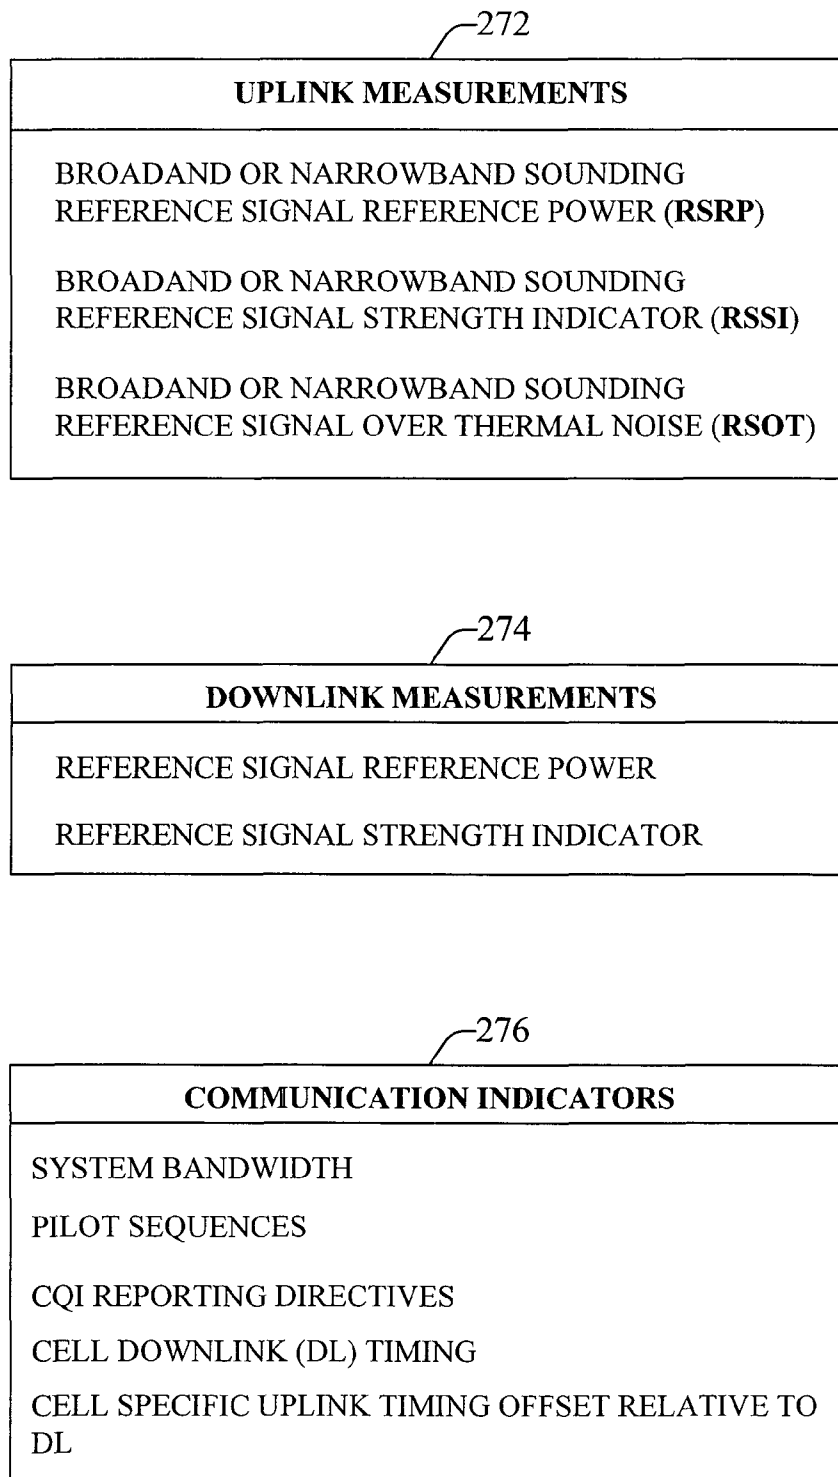 272
UPLINK MEASUREMENTS
BROADAND OR NARROWBAND SOUNDING
REFERENCE SIGNAL REFERENCE POWER (RSRP)
BROADAND OR NARROWBAND SOUNDING
REFERENCE SIGNAL STRENGTH INDICATOR (RSSI)
BROADAND OR NARROWBAND SOUNDING
REFERENCE SIGNAL OVER THERMAL NOISE (RSOT)
274
DOWNLINK MEASUREMENTS
REFERENCE SIGNAL REFERENCE POWER
REFERENCE SIGNAL STRENGTH INDICATOR
276
COMMUNICATION INDICATORS
SYSTEM BANDWIDTH
PILOT SEQUENCES
CQI REPORTING DIRECTIVES
CELL DOWNLINK (DL) TIMING
CELL SPECIFIC UPLINK TIMING OFFSET RELATIVE TO
DL